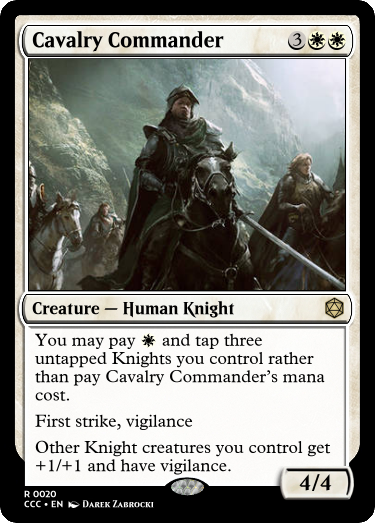 Cavalry Commander 3
Creature — Human Knight
You may pay and tap three
untapped Knights you control rather
than pay Cavalry Commander's mana
cost.
First strike, vigilance
Other Knight creatures you control get
+1/+1 and have vigilance.
4/4
R 0020
CCC • EN Darek Zabrocki